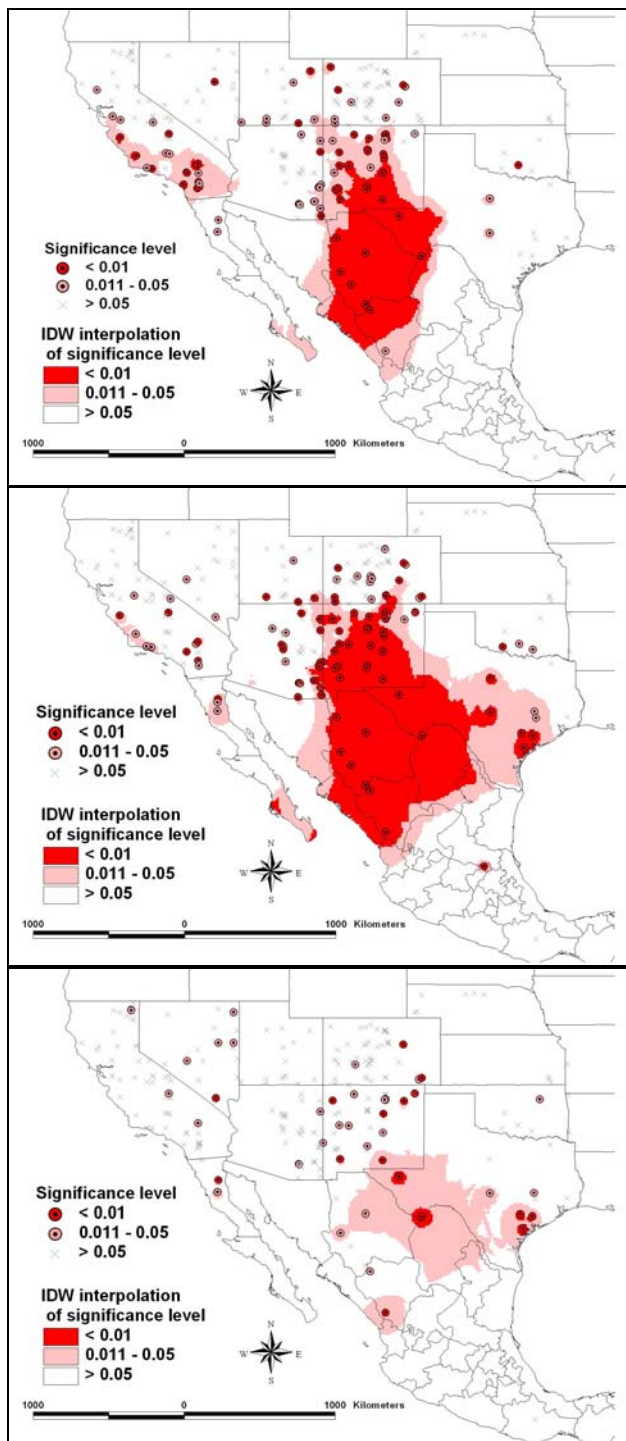 Significance level
< 0.01
0.011 - 0.05
> 0.05
IDW interpolation
of significance level
< 0.01
0.011 - 0.05
> 0.05
N
W E
S
1000 0 1000 Kilometers
Significance level
< 0.01
0.011 - 0.05
> 0.05
IDW interpolation
of significance level
< 0.01
0.011 - 0.05
> 0.05
N
W E
S
1000 0 1000 Kilometers
Significance level
< 0.01
0.011 - 0.05
> 0.05
IDW interpolation
of significance level
< 0.01
0.011 - 0.05
> 0.05
N
W E
S
1000 0 1000 Kilometers